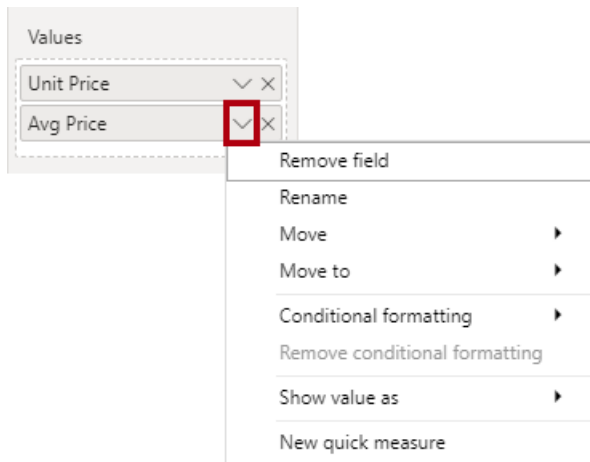 Values
Unit Price
Avg Price
Remove field
Rename
Move
Move to
Conditional formatting
Remove conditional formatting
Show value as
New quick measure